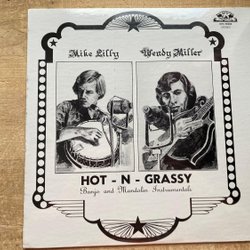 Mike Lilly
Wendy Miller
HOT - N - GRASSY
Banjo and Mandolin Instrumentals